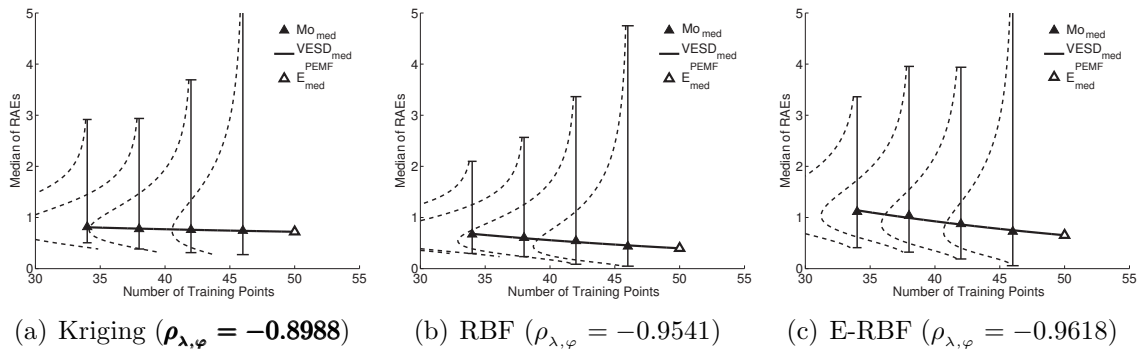 5
4
3
2
1
0
30 35 40 45 50 55
Median of RAEs
Number of Training Points
Mo_med
VESD_med
E_med^PEMF
(a) Kriging (ρ_λ,φ = −0.8988)
5
4
3
2
1
0
30 35 40 45 50 55
Median of RAEs
Number of Training Points
Mo_med
VESD_med
E_med^PEMF
(b) RBF (ρ_λ,φ = −0.9541)
5
4
3
2
1
0
30 35 40 45 50 55
Median of RAEs
Number of Training Points
Mo_med
VESD_med
E_med^PEMF
(c) E-RBF (ρ_λ,φ = −0.9618)